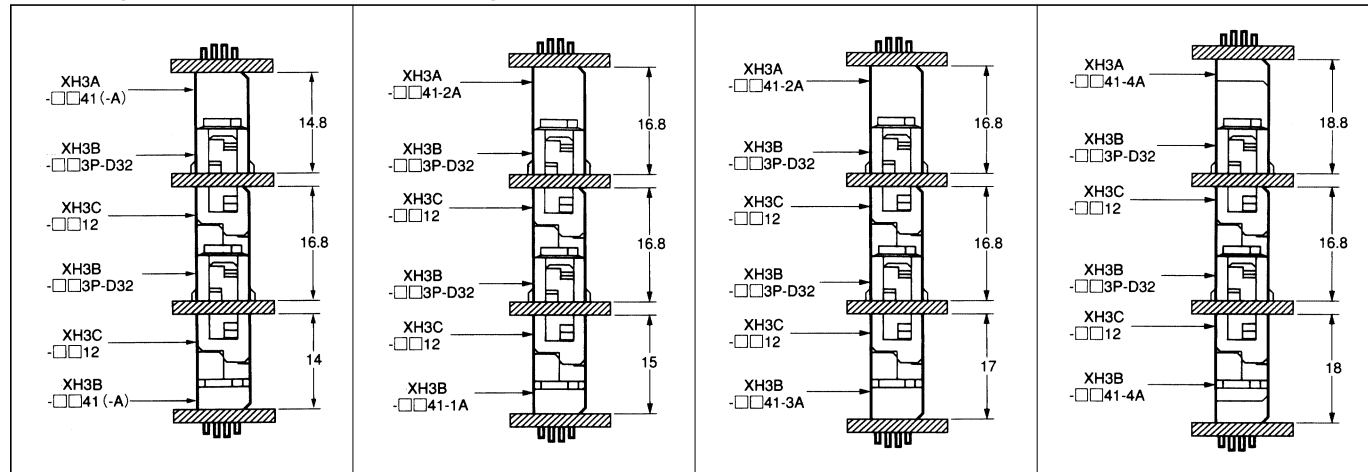 XH3A
-□□41(-A)
14.8
XH3B
-□□3P-D32
XH3C
-□□12
16.8
XH3B
-□□3P-D32
XH3C
-□□12
14
XH3B
-□□41(-A)
XH3A
-□□41-2A
16.8
XH3B
-□□3P-D32
XH3C
-□□12
16.8
XH3B
-□□3P-D32
XH3C
-□□12
15
XH3B
-□□41-1A
XH3A
-□□41-2A
16.8
XH3B
-□□3P-D32
XH3C
-□□12
16.8
XH3B
-□□3P-D32
XH3C
-□□12
17
XH3B
-□□41-3A
XH3A
-□□41-4A
18.8
XH3B
-□□3P-D32
XH3C
-□□12
16.8
XH3B
-□□3P-D32
XH3C
-□□12
18
XH3B
-□□41-4A